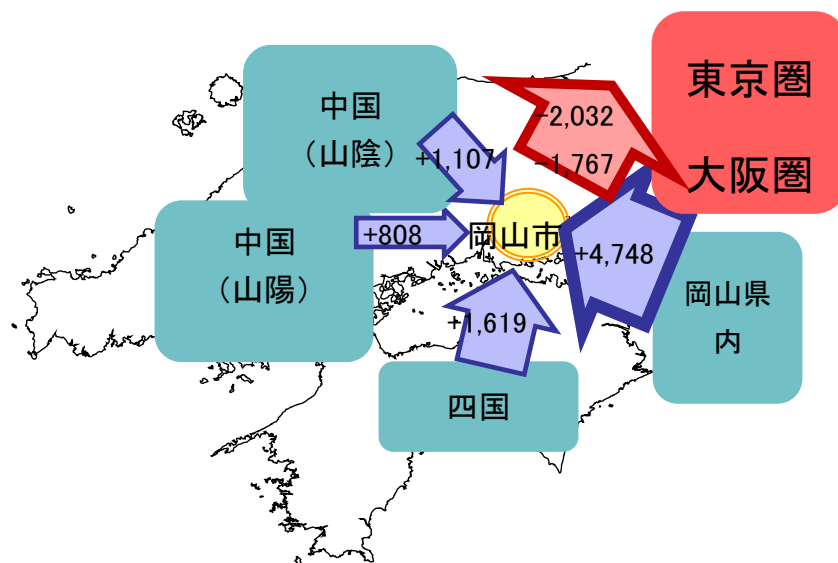 中国
（山陰）
+1,107
東京圏
大阪圏
-2,032
-1,767
中国
（山陽）
+808
岡山市
+4,748
岡山県
内
+1,619
四国